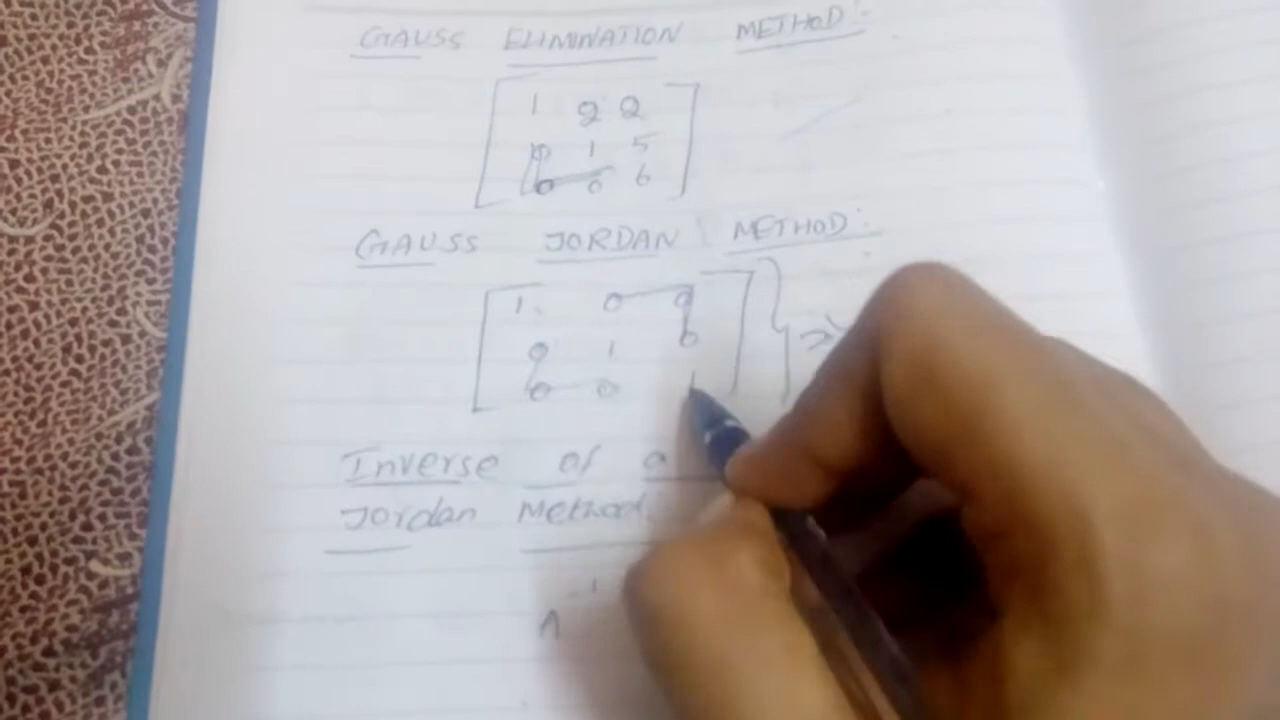 GAUSS ELIMINATION METHOD:-
1 2 2
0 1 5
0 0 6
GAUSS JORDAN METHOD:
1 0 0
0 1 0
0 0 1
Inverse of a
Jordan Method
A-1